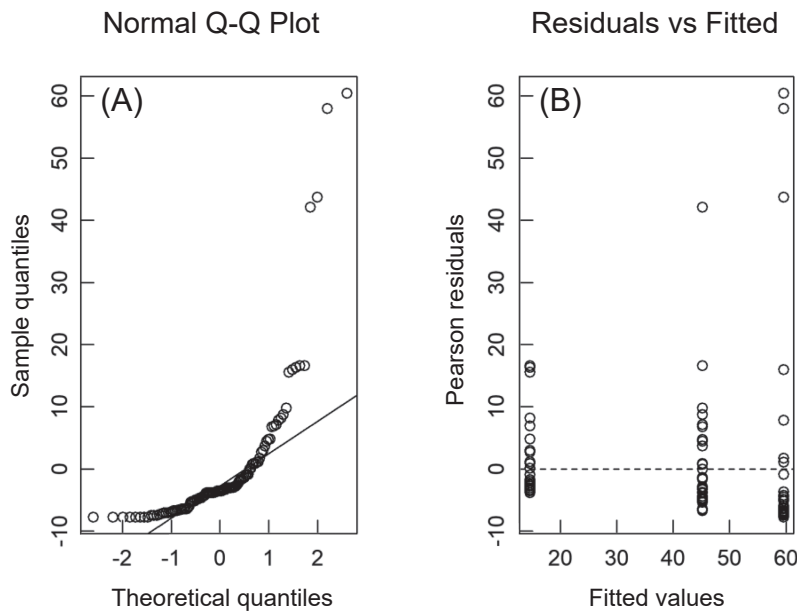 Normal Q-Q Plot
(A)
60
50
40
30
20
10
0
-10
Sample quantiles
-2 -1 0 1 2
Theoretical quantiles
Residuals vs Fitted
(B)
60
50
40
30
20
10
0
-10
Pearson residuals
20 30 40 50 60
Fitted values